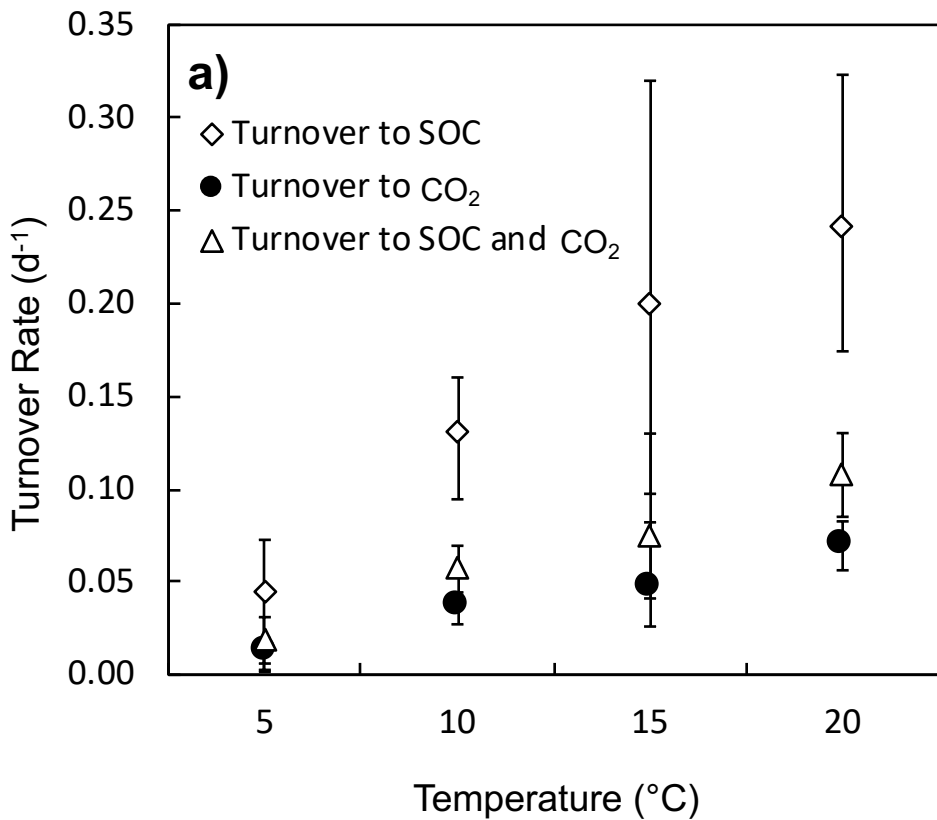 a)
Turnover to SOC
Turnover to CO₂
Turnover to SOC and CO₂
Turnover Rate (d⁻¹)
0.35
0.30
0.25
0.20
0.15
0.10
0.05
0.00
5 10 15 20
Temperature (°C)